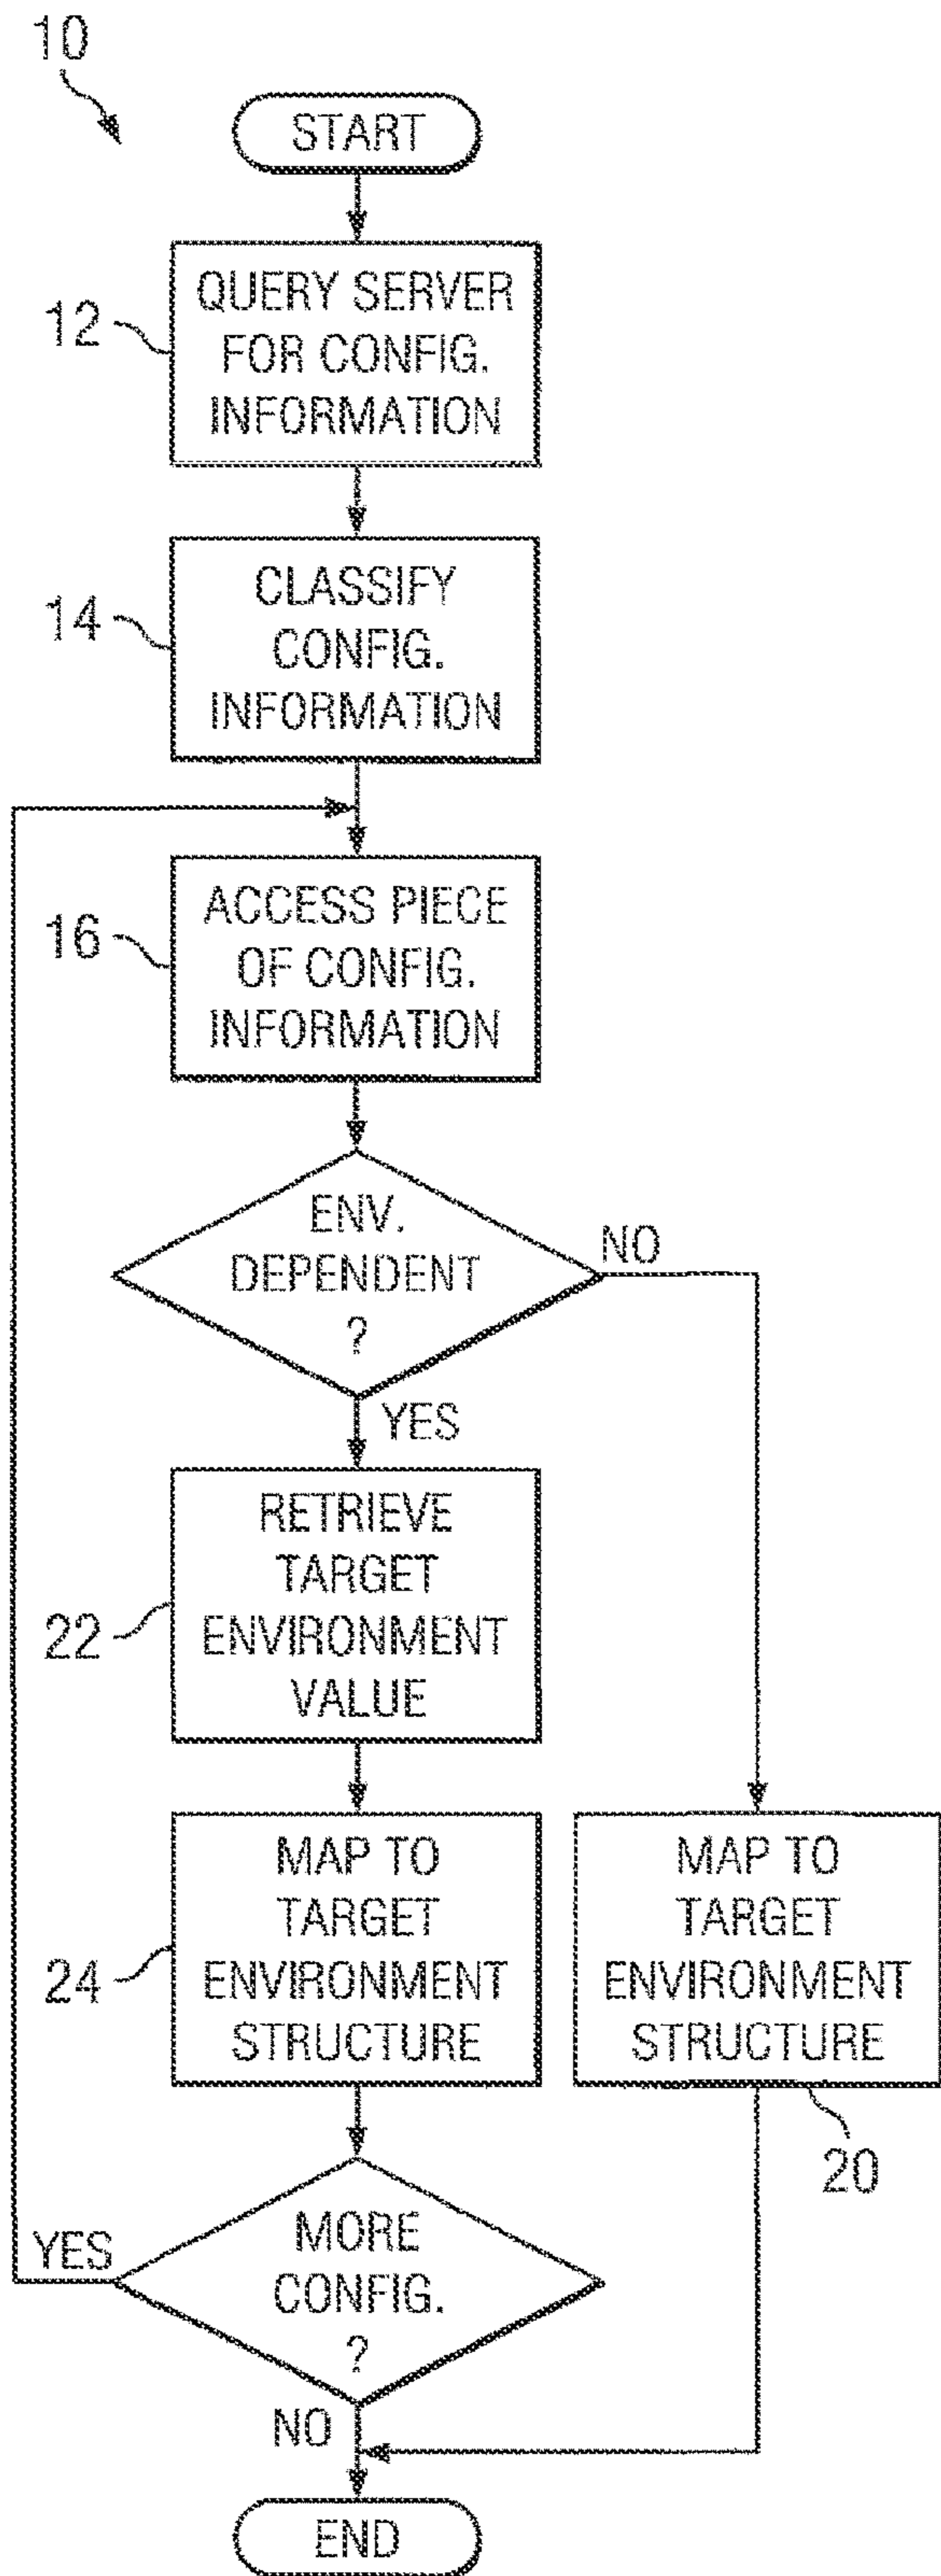 10
START
12
QUERY SERVER
FOR CONFIG.
INFORMATION
14
CLASSIFY
CONFIG.
INFORMATION
16
ACCESS PIECE
OF CONFIG.
INFORMATION
ENV.
DEPENDENT
?
NO
YES
22
RETRIEVE
TARGET
ENVIRONMENT
VALUE
24
MAP TO
TARGET
ENVIRONMENT
STRUCTURE
MAP TO
TARGET
ENVIRONMENT
STRUCTURE
20
YES
MORE
CONFIG.
?
NO
END